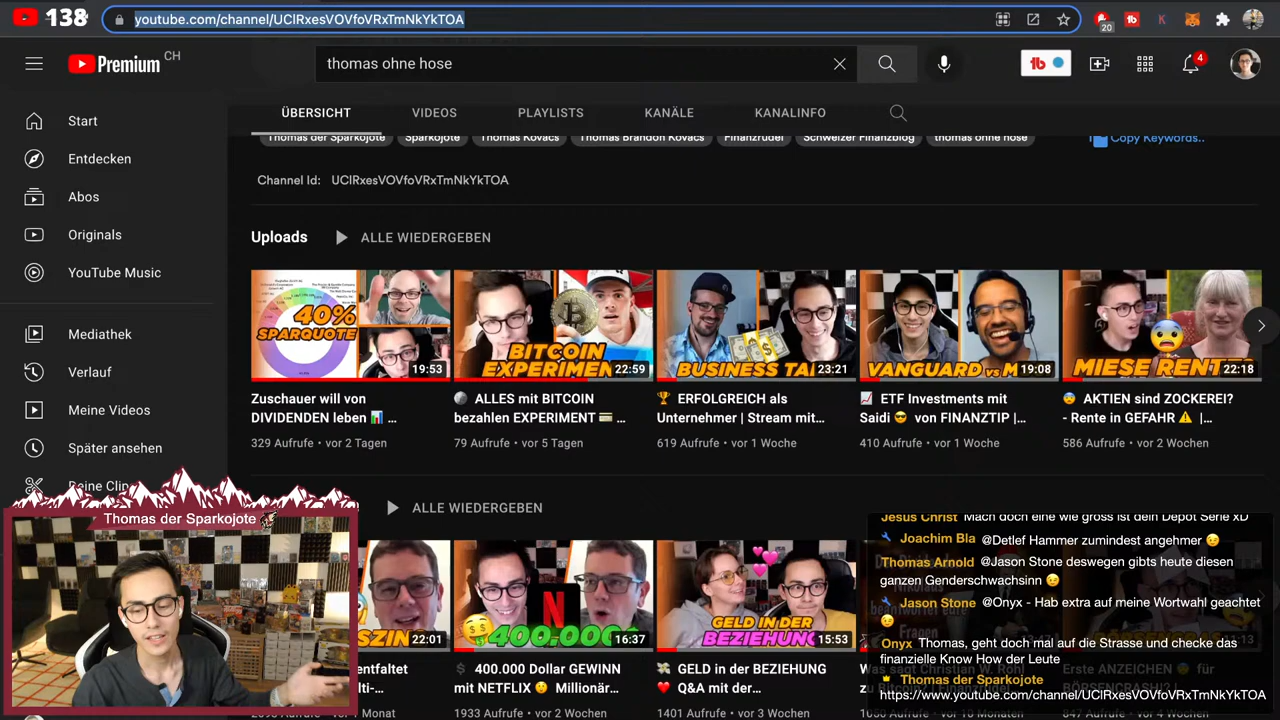 138
youtube.com/channel/UClRxesVOVfoVRxTmNkYkTOA
20
Premium CH
thomas ohne hose
4
ÜBERSICHT VIDEOS PLAYLISTS KANÄLE KANALINFO
Thomas der Sparkojote Sparkojote Thomas Kovacs Thomas Brandon Kovacs Finanzrudel Schweizer Finanzblog thomas ohne hose Copy Keywords..
Channel Id: UClRxesVOVfoVRxTmNkYkTOA
Start
Entdecken
Abos
Originals
YouTube Music
Mediathek
Verlauf
Meine Videos
Später ansehen
Deine Clip
Uploads ALLE WIEDERGEBEN
40%
SPARQUOTE
19:53
BITCOIN
EXPERIMENT
22:59
BUSINESS TA
23:21
VANGUARD vs M
19:08
MIESE RENT
22:18
Zuschauer will von
DIVIDENDEN leben 📊 …
329 Aufrufe • vor 2 Tagen
🪙 ALLES mit BITCOIN
bezahlen EXPERIMENT 💳 …
79 Aufrufe • vor 5 Tagen
🏆 ERFOLGREICH als
Unternehmer | Stream mit…
619 Aufrufe • vor 1 Woche
📈 ETF Investments mit
Saidi 😎 von FINANZTIP |…
410 Aufrufe • vor 1 Woche
😨 AKTIEN sind ZOCKEREI?
- Rente in GEFAHR ⚠️ |…
586 Aufrufe • vor 2 Wochen
ALLE WIEDERGEBEN
22:01
400.000
16:37
GELD in der
BEZIEHUNG
15:53
entfaltet
💲 400.000 Dollar GEWINN
mit NETFLIX 🤫 Millionär…
1933 Aufrufe • vor 2 Wochen
💸 GELD in der BEZIEHUNG
❤️ Q&A mit der…
1401 Aufrufe • vor 3 Wochen
Thomas der Sparkojote
Jesus Christ Mach doch eine wie gross ist dein Depot Serie xD
Joachim Bla @Detlef Hammer zumindest angehmer 😉
Thomas Arnold @Jason Stone deswegen gibts heute diesen
ganzen Genderschwachsinn 😉
Jason Stone @Onyx - Hab extra auf meine Wortwahl geachtet
😉
Onyx Thomas, geht doch mal auf die Strasse und checke das
finanzielle Know How der Leute
Thomas der Sparkojote
https://www.youtube.com/channel/UClRxesVOVfoVRxTmNkYkTOA